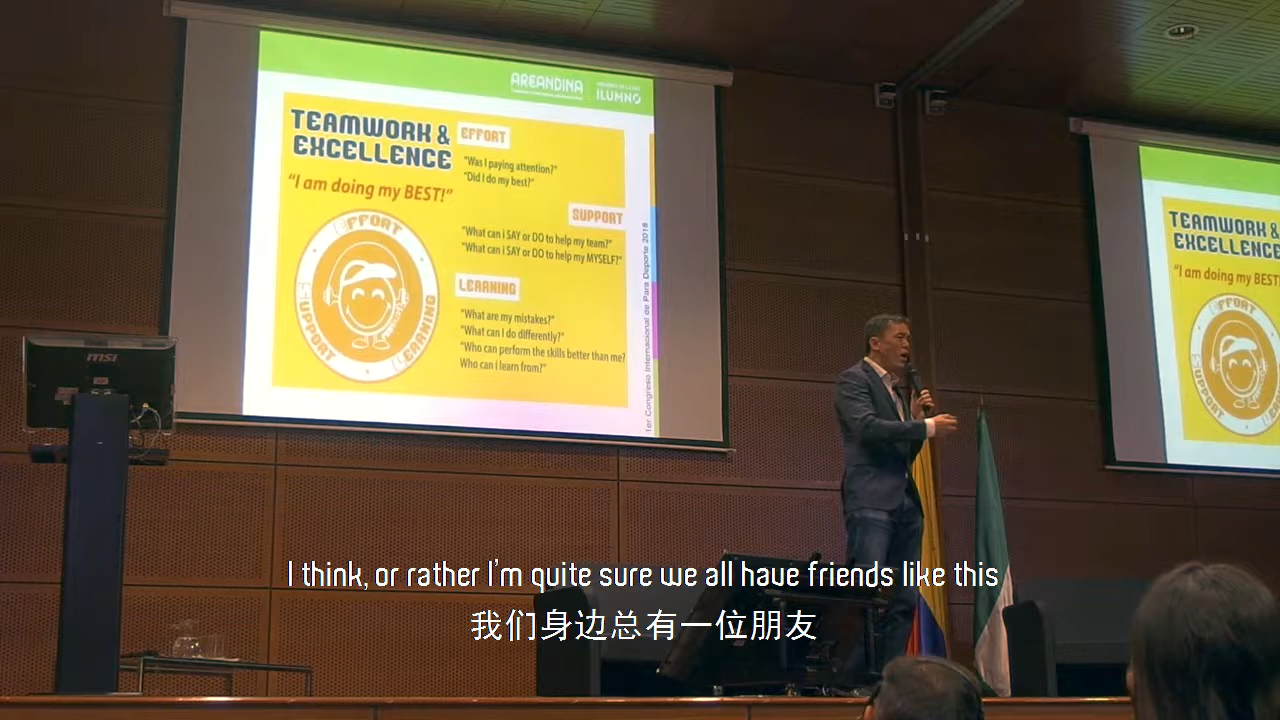 AREANDINA
ILUMNO
TEAMWORK &
EXCELLENCE
"I am doing my BEST!"
EFFORT
SUPPORT
LEARNING
EFFORT
"Was I paying attention?"
"Did I do my best?"
SUPPORT
"What can i SAY or DO to help my team?"
"What can i SAY or DO to help my MYSELF?"
LEARNING
"What are my mistakes?"
"What can I do differently?"
"Who can perform the skills better than me?
Who can I learn from?"
1er Congreso Internacional de Para Deporte 2018
msi
TEAMWORK &
EXCELLENCE
"I am doing my BEST!
EFFORT
SUPPORT
I think, or rather I'm quite sure we all have friends like this
我们身边总有一位朋友